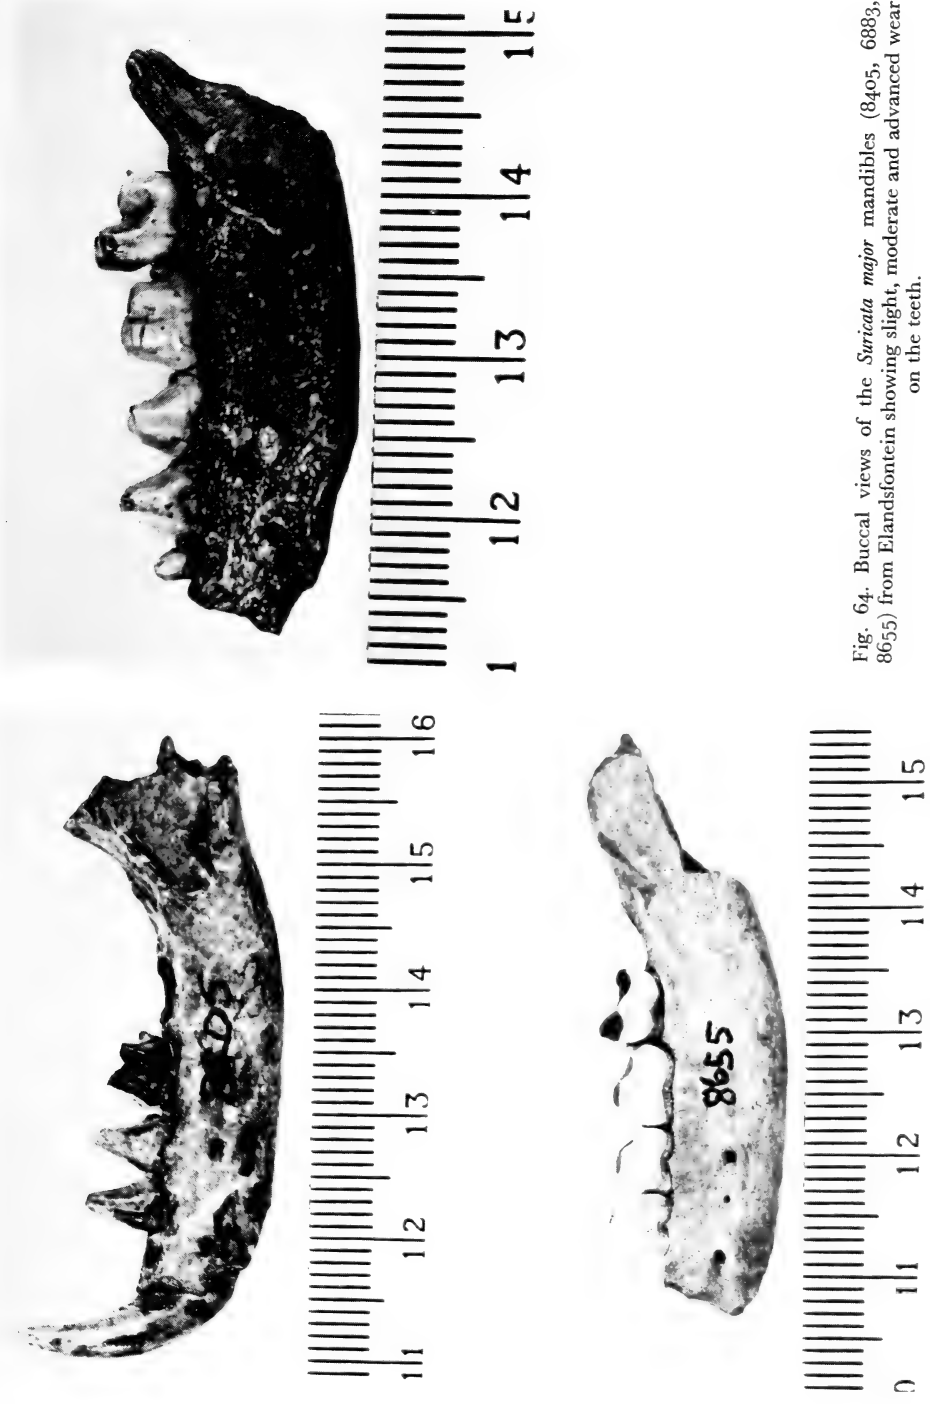 1 1|2 1|3 1|4 1|5
1|1 1|2 1|3 1|4 1|5 1|6
8655
0 1|1 1|2 1|3 1|4 1|5
Fig. 64. Buccal views of the Suricata major mandibles (8405, 6883,
8655) from Elandsfontein showing slight, moderate and advanced wear
on the teeth.